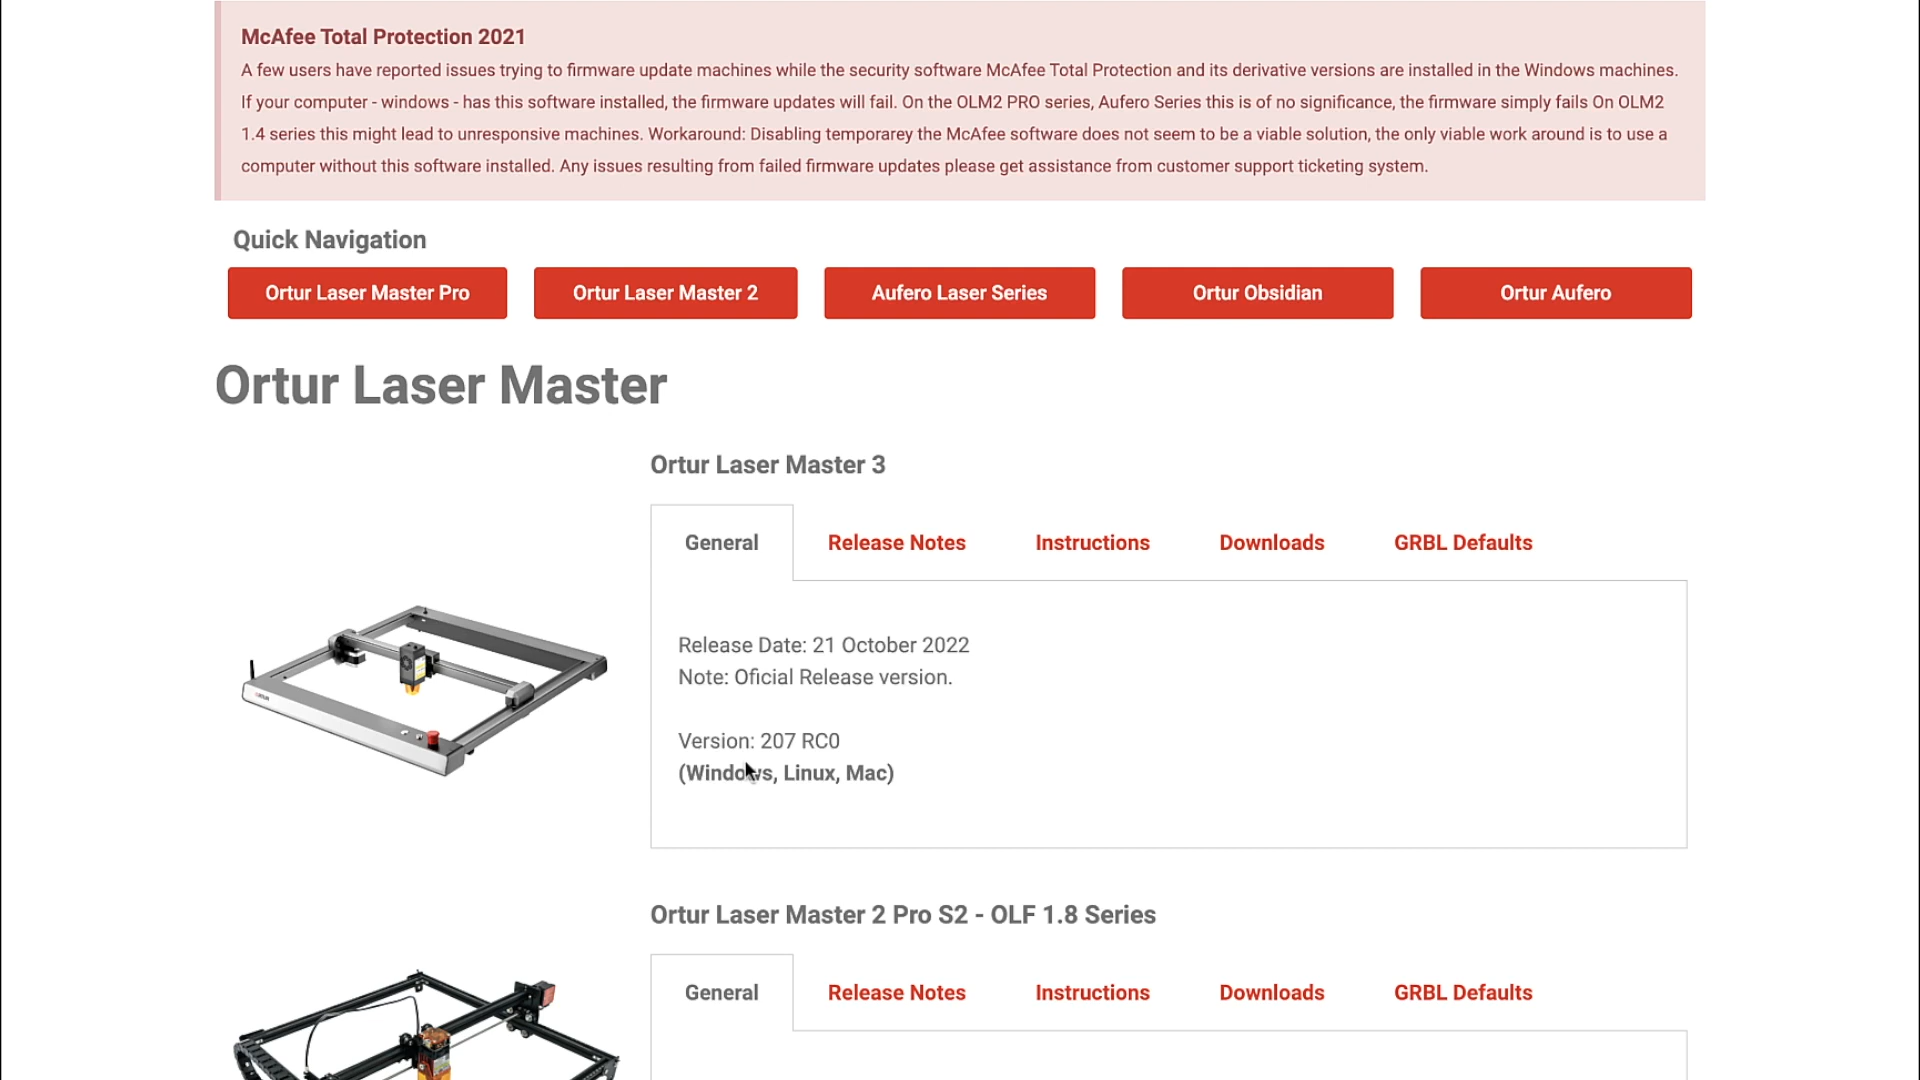 McAfee Total Protection 2021
A few users have reported issues trying to firmware update machines while the security software McAfee Total Protection and its derivative versions are installed in the Windows machines.
If your computer - windows - has this software installed, the firmware updates will fail. On the OLM2 PRO series, Aufero Series this is of no significance, the firmware simply fails On OLM2
1.4 series this might lead to unresponsive machines. Workaround: Disabling temporarey the McAfee software does not seem to be a viable solution, the only viable work around is to use a
computer without this software installed. Any issues resulting from failed firmware updates please get assistance from customer support ticketing system.
Quick Navigation
Ortur Laser Master Pro
Ortur Laser Master 2
Aufero Laser Series
Ortur Obsidian
Ortur Aufero
Ortur Laser Master
Ortur Laser Master 3
General
Release Notes
Instructions
Downloads
GRBL Defaults
Release Date: 21 October 2022
Note: Oficial Release version.
Version: 207 RC0
(Windows, Linux, Mac)
Ortur Laser Master 2 Pro S2 - OLF 1.8 Series
General
Release Notes
Instructions
Downloads
GRBL Defaults